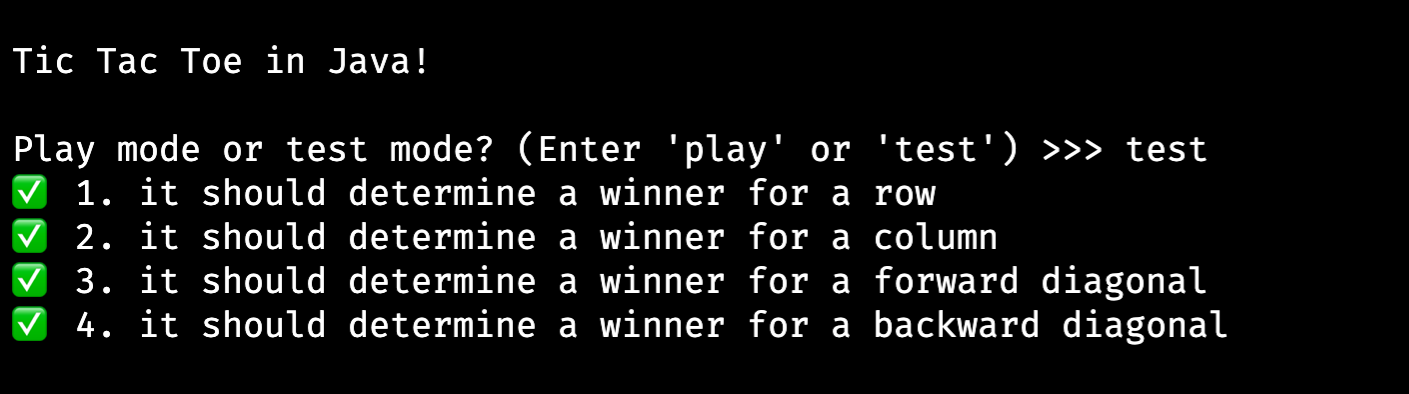 Tic Tac Toe in Java!
Play mode or test mode? (Enter 'play' or 'test') >>> test
✅ 1. it should determine a winner for a row
✅ 2. it should determine a winner for a column
✅ 3. it should determine a winner for a forward diagonal
✅ 4. it should determine a winner for a backward diagonal